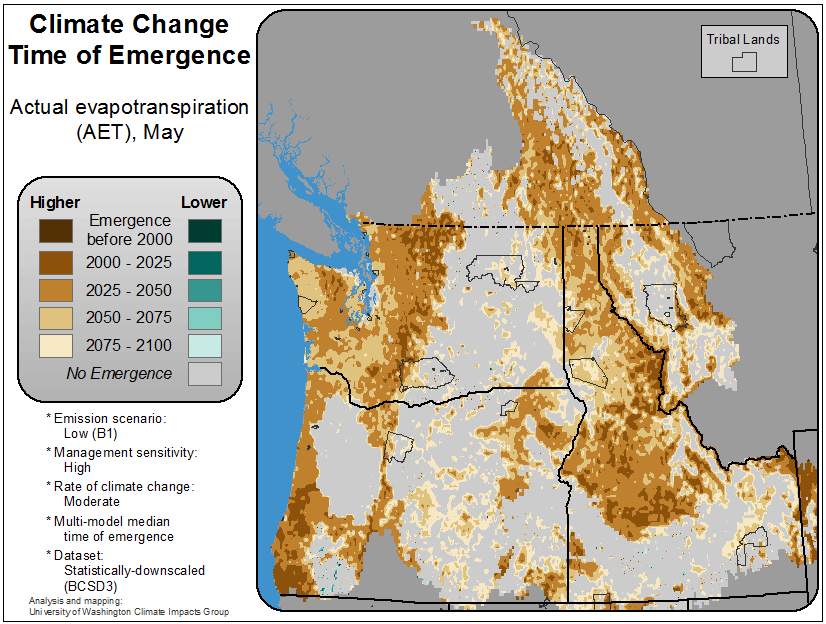 Climate Change
Time of Emergence
Actual evapotranspiration
(AET), May
Higher
Lower
Emergence
before 2000
2000 - 2025
2025 - 2050
2050 - 2075
2075 - 2100
No Emergence
* Emission scenario:
Low (B1)
* Management sensitivity:
High
* Rate of climate change:
Moderate
* Multi-model median
time of emergence
* Dataset:
Statistically-downscaled
(BCSD3)
Analysis and mapping:
University of Washington Climate Impacts Group
Tribal Lands